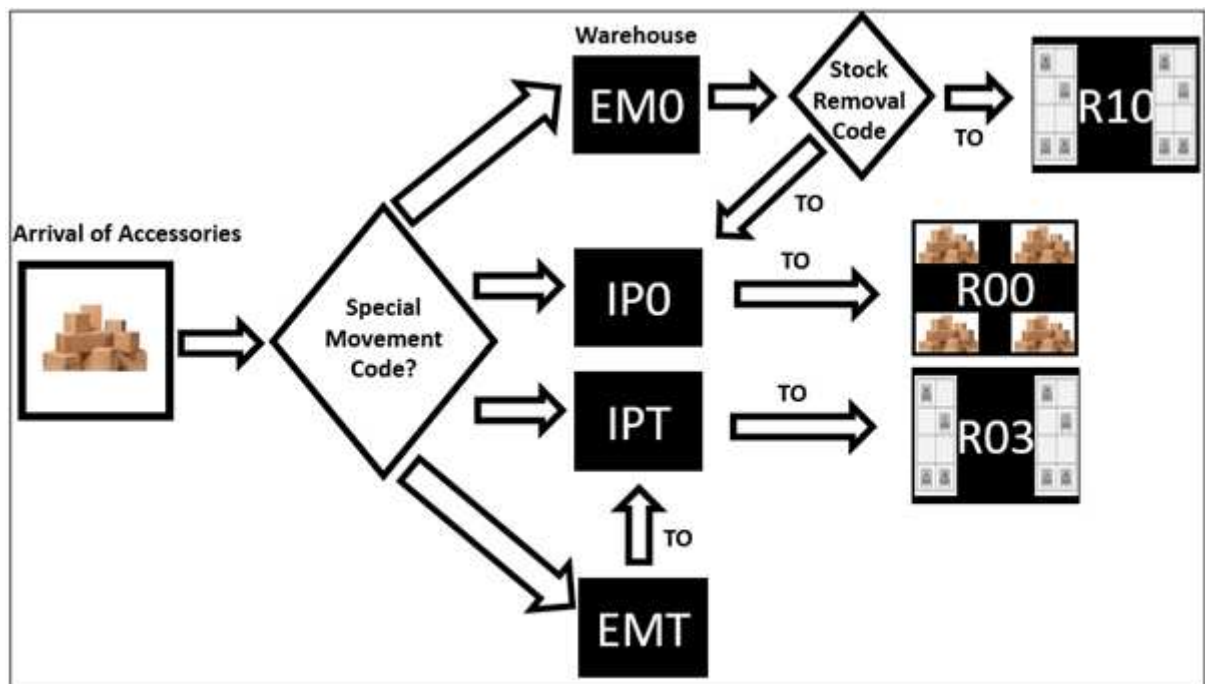 Warehouse
EM0
Stock
Removal
Code
TO
R10
TO
Arrival of Accessories
Special
Movement
Code?
IP0
TO
R00
IPT
TO
R03
TO
EMT